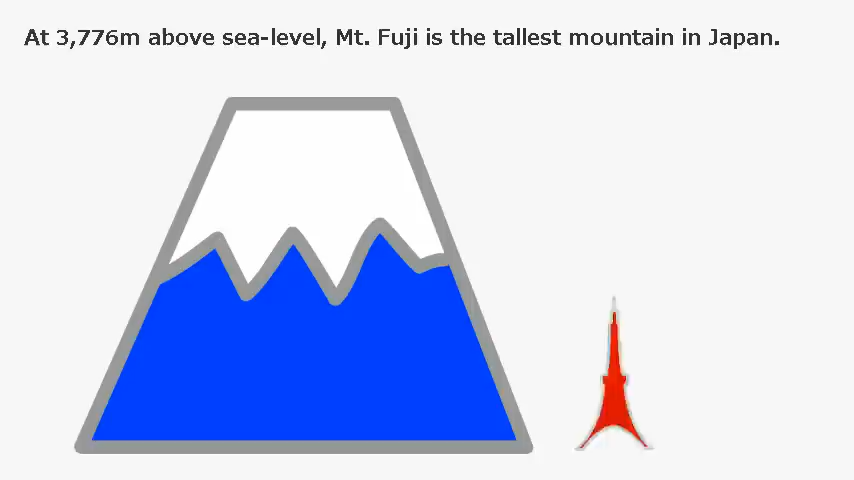 At 3,776m above sea-level, Mt. Fuji is the tallest mountain in Japan.